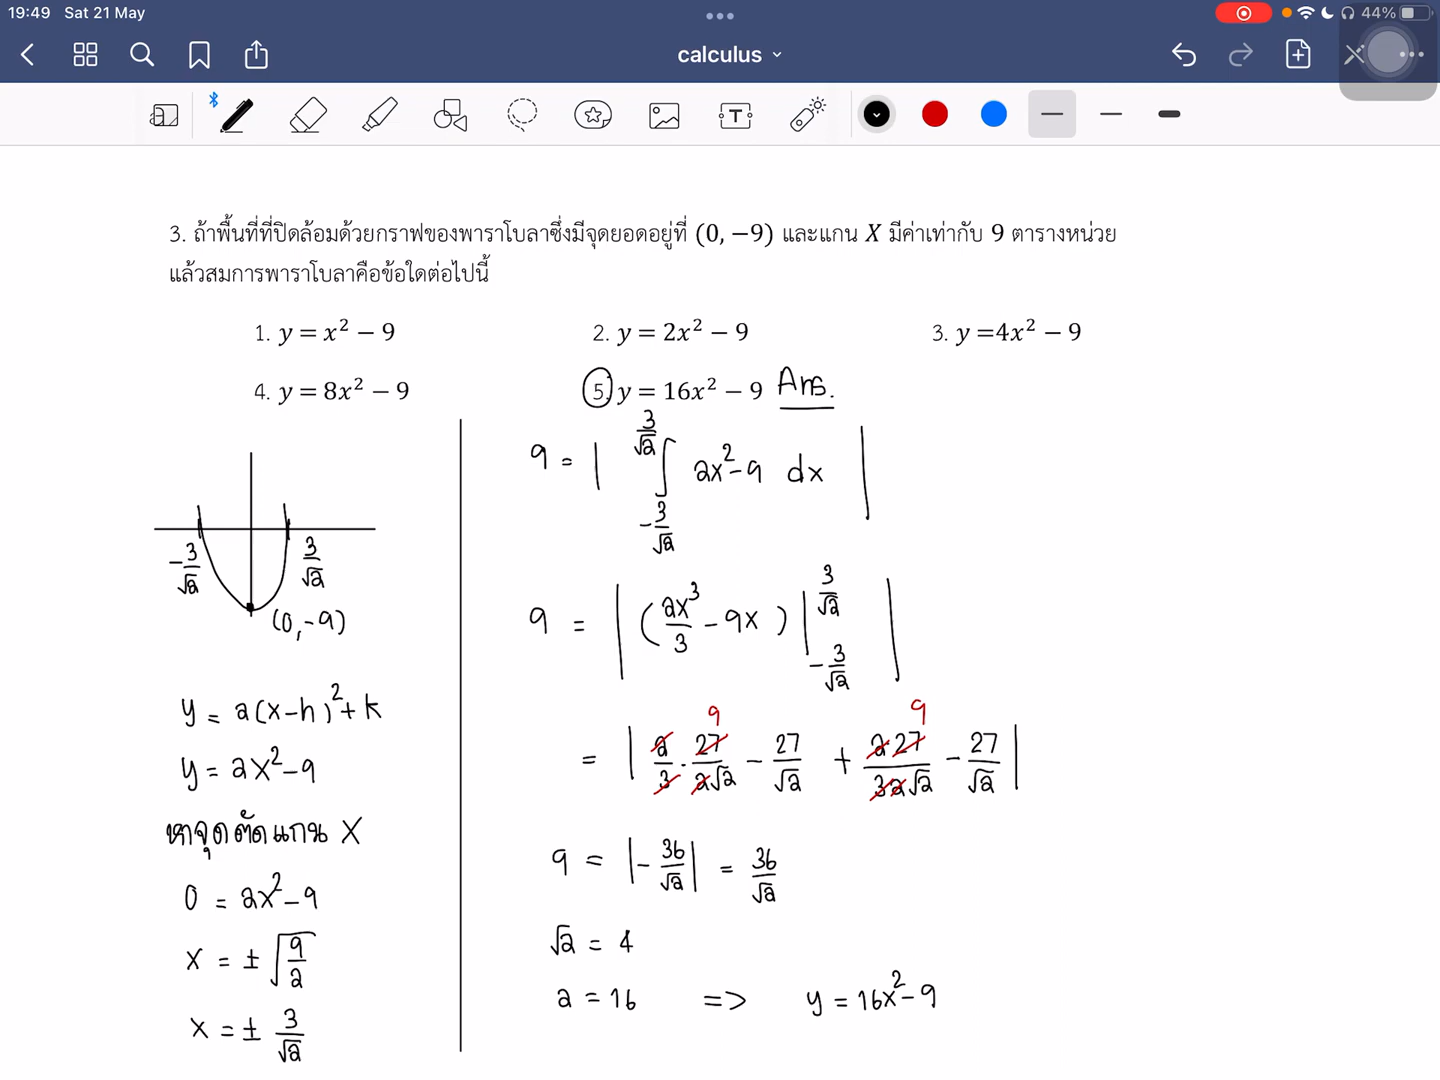 19:49 Sat 21 May
44%
calculus
3. ถ้าพื้นที่ที่ปิดล้อมด้วยกราฟของพาราโบลาซึ่งมีจุดยอดอยู่ที่ (0, −9) และแกน X มีค่าเท่ากับ 9 ตารางหน่วย
แล้วสมการพาราโบลาคือข้อใดต่อไปนี้
1. y = x² − 9 2. y = 2x² − 9 3. y =4x² − 9
4. y = 8x² − 9 5. y = 16x² − 9 Ans.
-3/√a 3/√a
(0,-9)
y = a(x-h)² + k
y = ax² - 9
หาจุดตัดแกน X
0 = ax² - 9
x = ± √(9/a)
x = ± 3/√a
9 = | ∫ from -3/√a to 3/√a ax² - 9 dx |
9 = | (ax³/3 - 9x) | from -3/√a to 3/√a |
= | a/3 · 27/(a√a) - 27/√a + a27/(3a√a) - 27/√a |
9 9
9 = |- 36/√a| = 36/√a
√a = 4
a = 16 => y = 16x² - 9